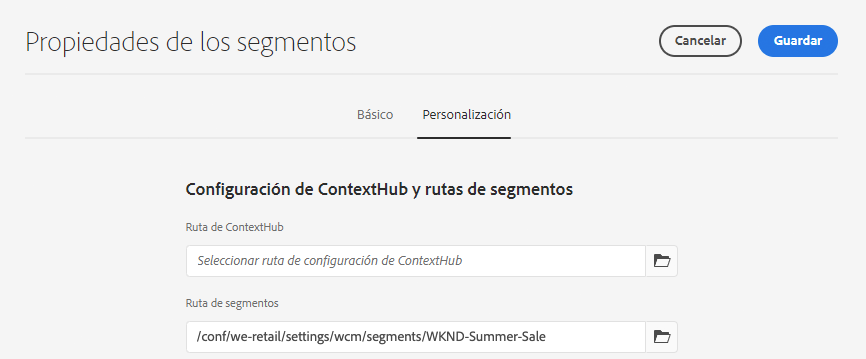 Propiedades de los segmentos
Cancelar
Guardar
Básico
Personalización
Configuración de ContextHub y rutas de segmentos
Ruta de ContextHub
Seleccionar ruta de configuración de ContextHub
Ruta de segmentos
/conf/we-retail/settings/wcm/segments/WKND-Summer-Sale